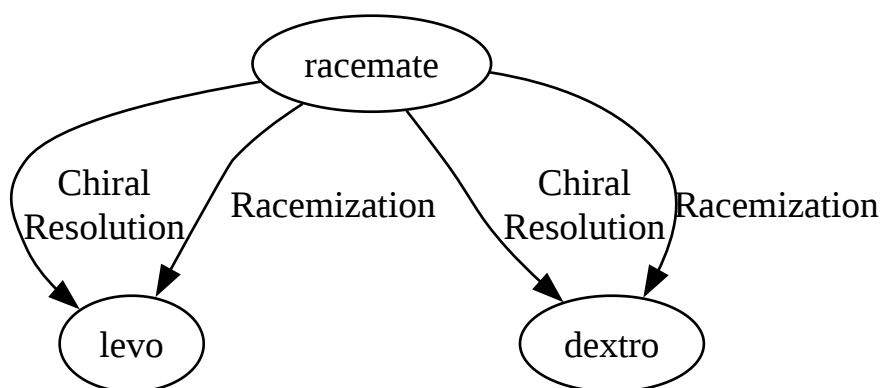 racemate
Chiral
Resolution
Racemization
Chiral
Resolution
Racemization
levo
dextro